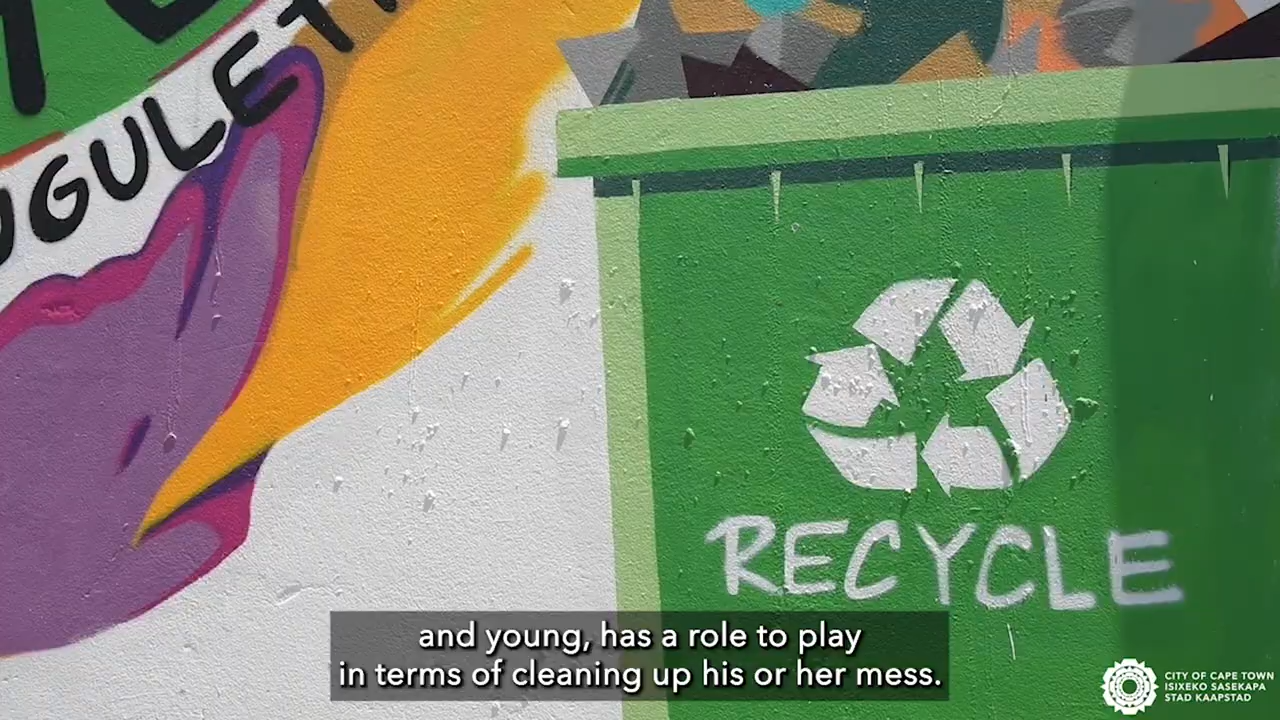 GULET
RECYCLE
and young, has a role to play
in terms of cleaning up his or her mess.
CITY OF CAPE TOWN
ISIXEKO SASEKAPA
STAD KAAPSTAD